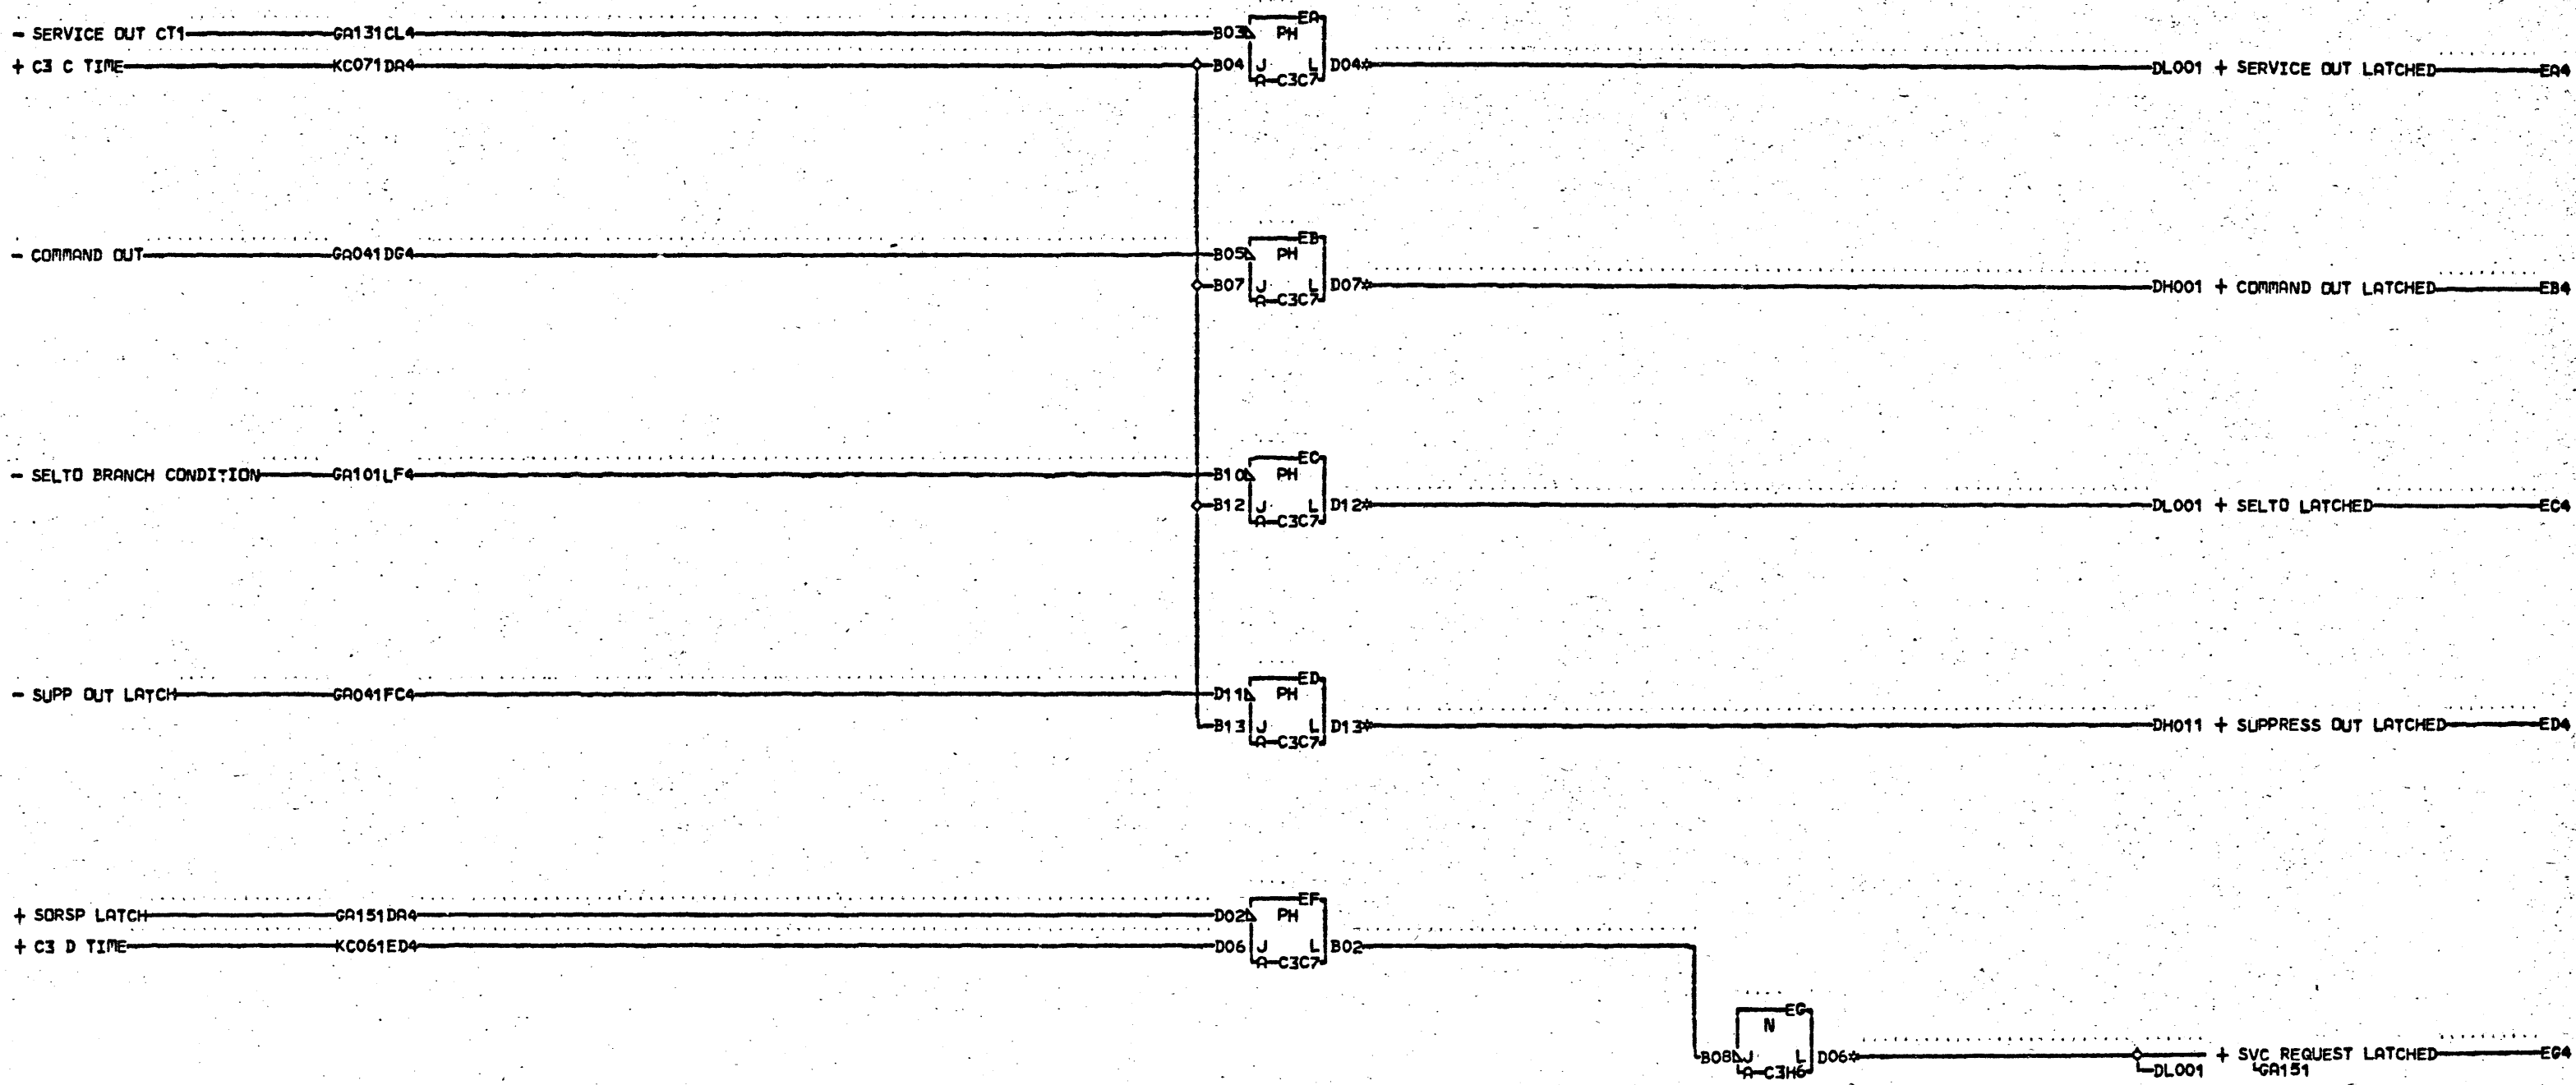 EA
- SERVICE OUT CT1 GA131CL4 B03 PH
+ C3 C TIME KC071DA4 B04 J L D04* DL001 + SERVICE OUT LATCHED EA4
A C3C7
EB
- COMMAND OUT GA041DG4 B05 PH
B07 J L D07* DH001 + COMMAND OUT LATCHED EB4
A C3C7
EC
- SELTO BRANCH CONDITION GA101LF4 B10 PH
B12 J L D12* DL001 + SELTO LATCHED EC4
A C3C7
ED
- SUPP OUT LATCH GA041FC4 D11 PH
B13 J L D13* DH011 + SUPPRESS OUT LATCHED ED4
A C3C7
EF
+ SORSP LATCH GA151DA4 D02 PH
+ C3 D TIME KC061ED4 D06 J L B02
A C3C7
EG
N
B08 J L D06* + SVC REQUEST LATCHED EG4
A C3H6 DL001 GA151